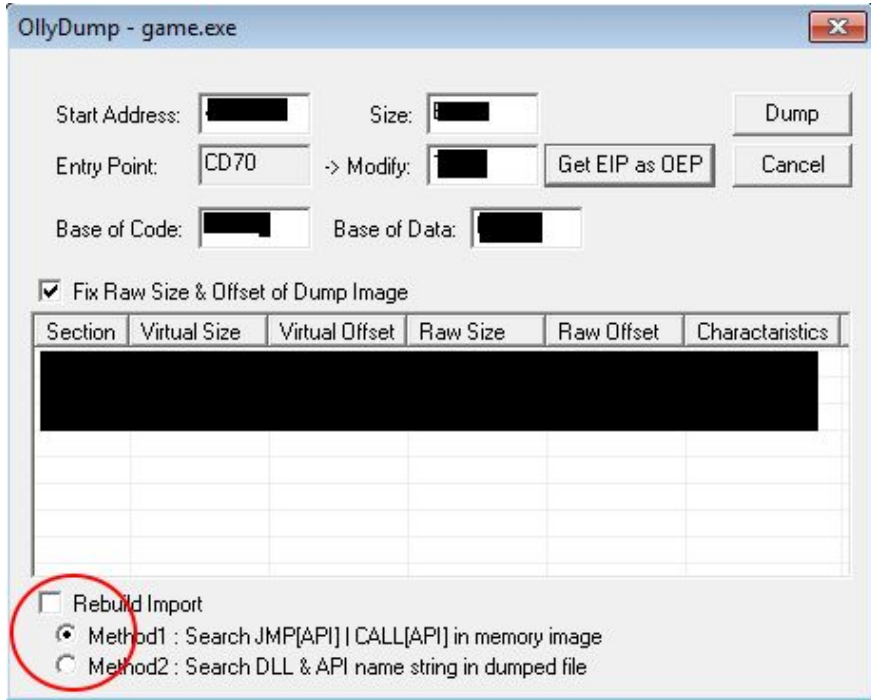 OllyDump - game.exe
Start Address: Size: Dump
Entry Point: CD70 -> Modify: Get EIP as OEP Cancel
Base of Code: Base of Data:
Fix Raw Size & Offset of Dump Image
Section Virtual Size Virtual Offset Raw Size Raw Offset Charactaristics
Rebuild Import
Method1 : Search JMP[API] | CALL[API] in memory image
Method2 : Search DLL & API name string in dumped file